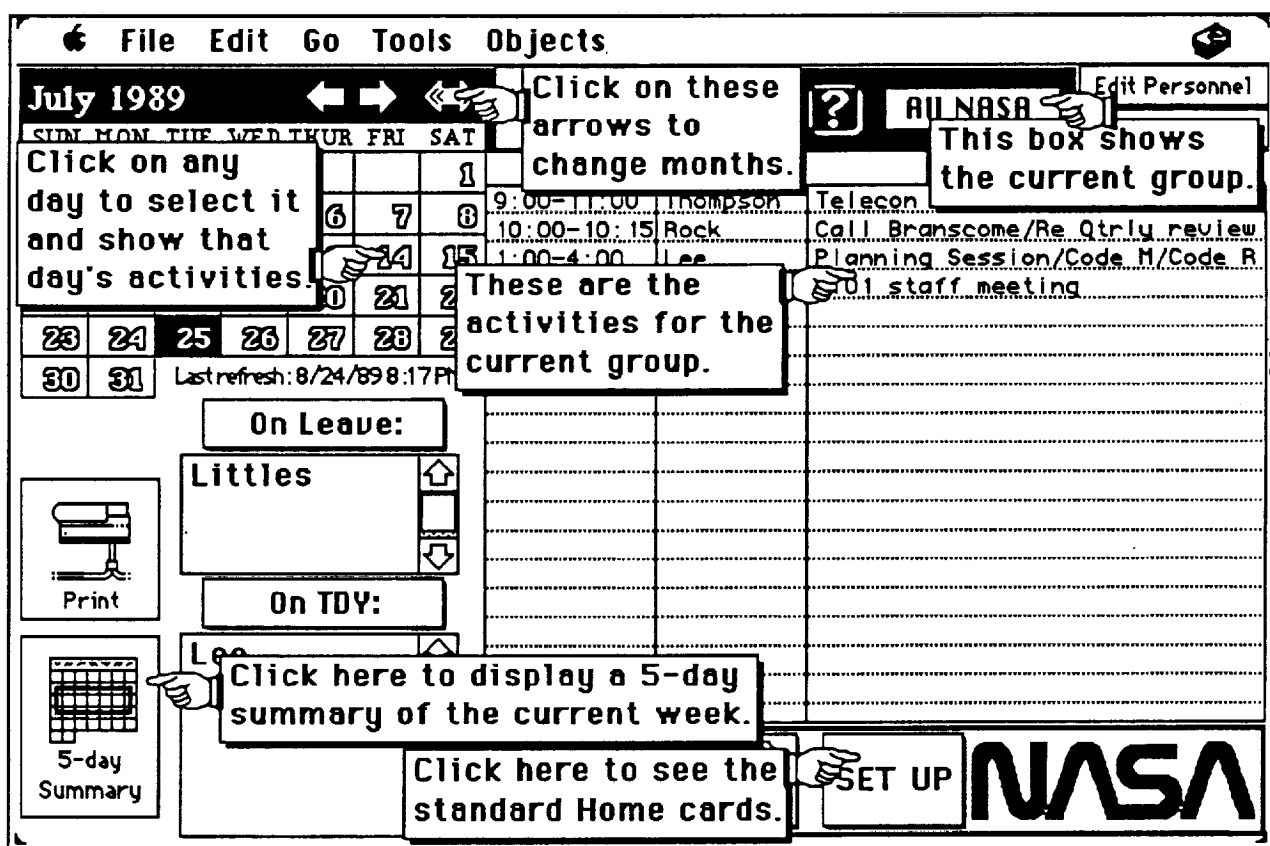 File Edit Go Tools Objects
July 1989
SUN MON TUE WED THUR FRI SAT
Click on any
day to select it
and show that
day's activities.
1
6 7 8
14 15
21
23 24 25 26 27 28
30 31 Last refresh: 8/24/89 8:17
Click on these
arrows to
change months.
?
All NASA
Edit Personnel
This box shows
the current group.
9:00-11:00 Thompson Telecon
10:00-10:15 Rock Call Branscome/Re Qtrly review
1:00-4:00 Lee Planning Session/Code M/Code R
staff meeting
These are the
activities for the
current group.
On Leave:
Littles
On TDY:
Lee
Print
5-day
Summary
Click here to display a 5-day
summary of the current week.
Click here to see the
standard Home cards.
SET UP
NASA